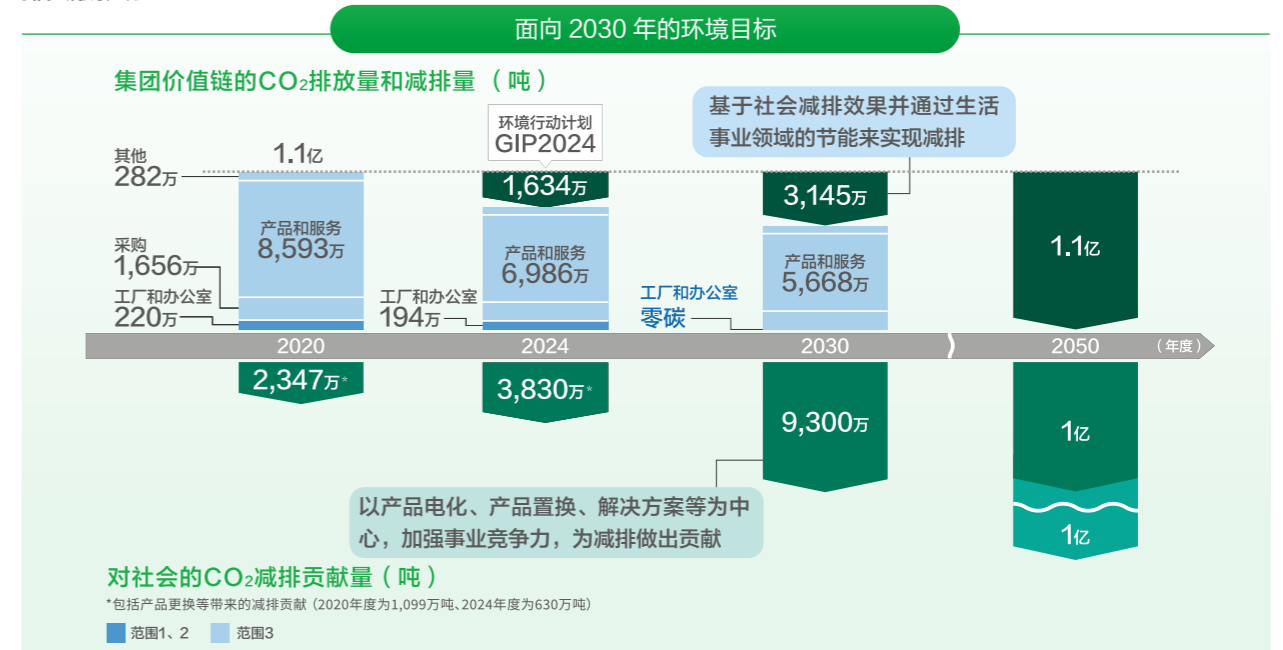 面向 2030 年的环境目标
集团价值链的CO₂排放量和减排量 （吨）
环境行动计划
GIP2024
基于社会减排效果并通过生活
事业领域的节能来实现减排
其他
282万
1.1亿
1,634万
3,145万
1.1亿
产品和服务
8,593万
产品和服务
6,986万
产品和服务
5,668万
采购
1,656万
工厂和办公室
220万
工厂和办公室
194万
工厂和办公室
零碳
2020
2024
2030
2050
（年度）
2,347万*
3,830万*
9,300万
1亿
1亿
以产品电化、产品置换、解决方案等为中
心，加强事业竞争力，为减排做出贡献
对社会的CO₂减排贡献量（吨）
*包括产品更换等带来的减排贡献（2020年度为1,099万吨、2024年度为630万吨）
范围1、2
范围3